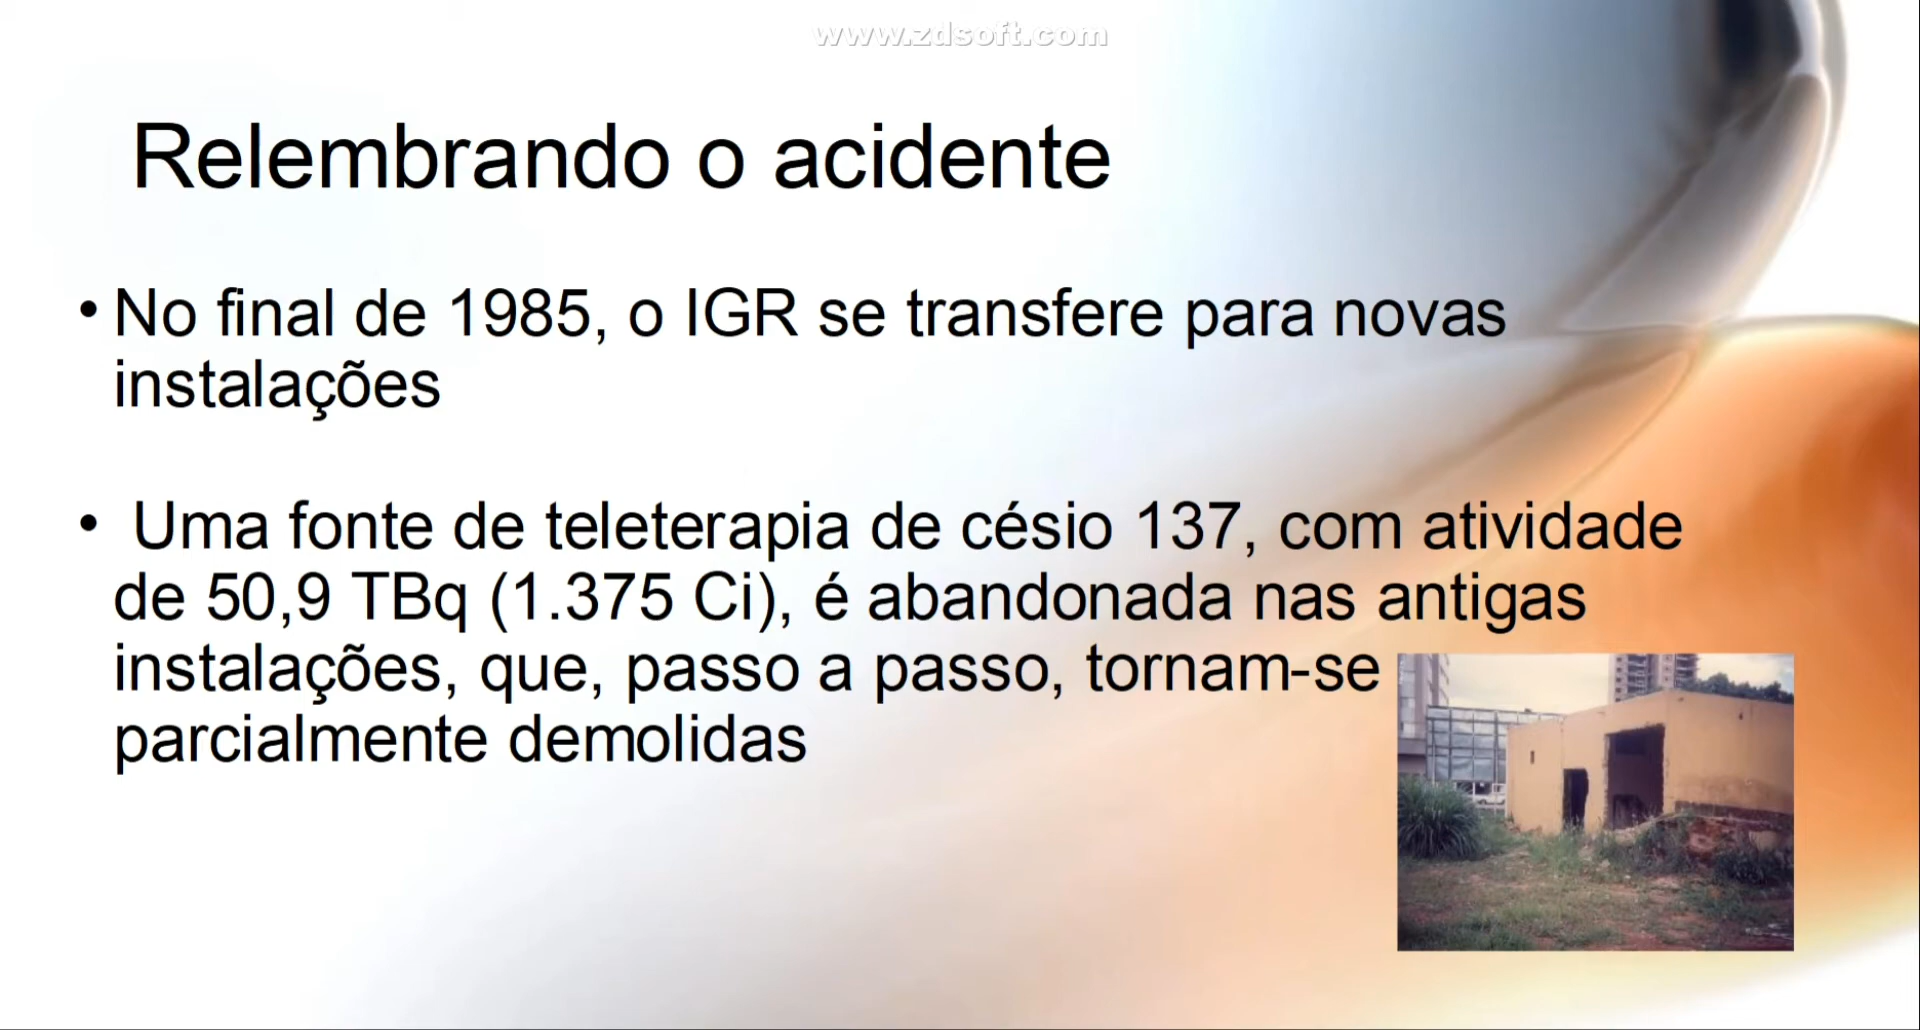 www.zdsoft.com
Relembrando o acidente
• No final de 1985, o IGR se transfere para novas
instalações
• Uma fonte de teleterapia de césio 137, com atividade
de 50,9 TBq (1.375 Ci), é abandonada nas antigas
instalações, que, passo a passo, tornam-se
parcialmente demolidas